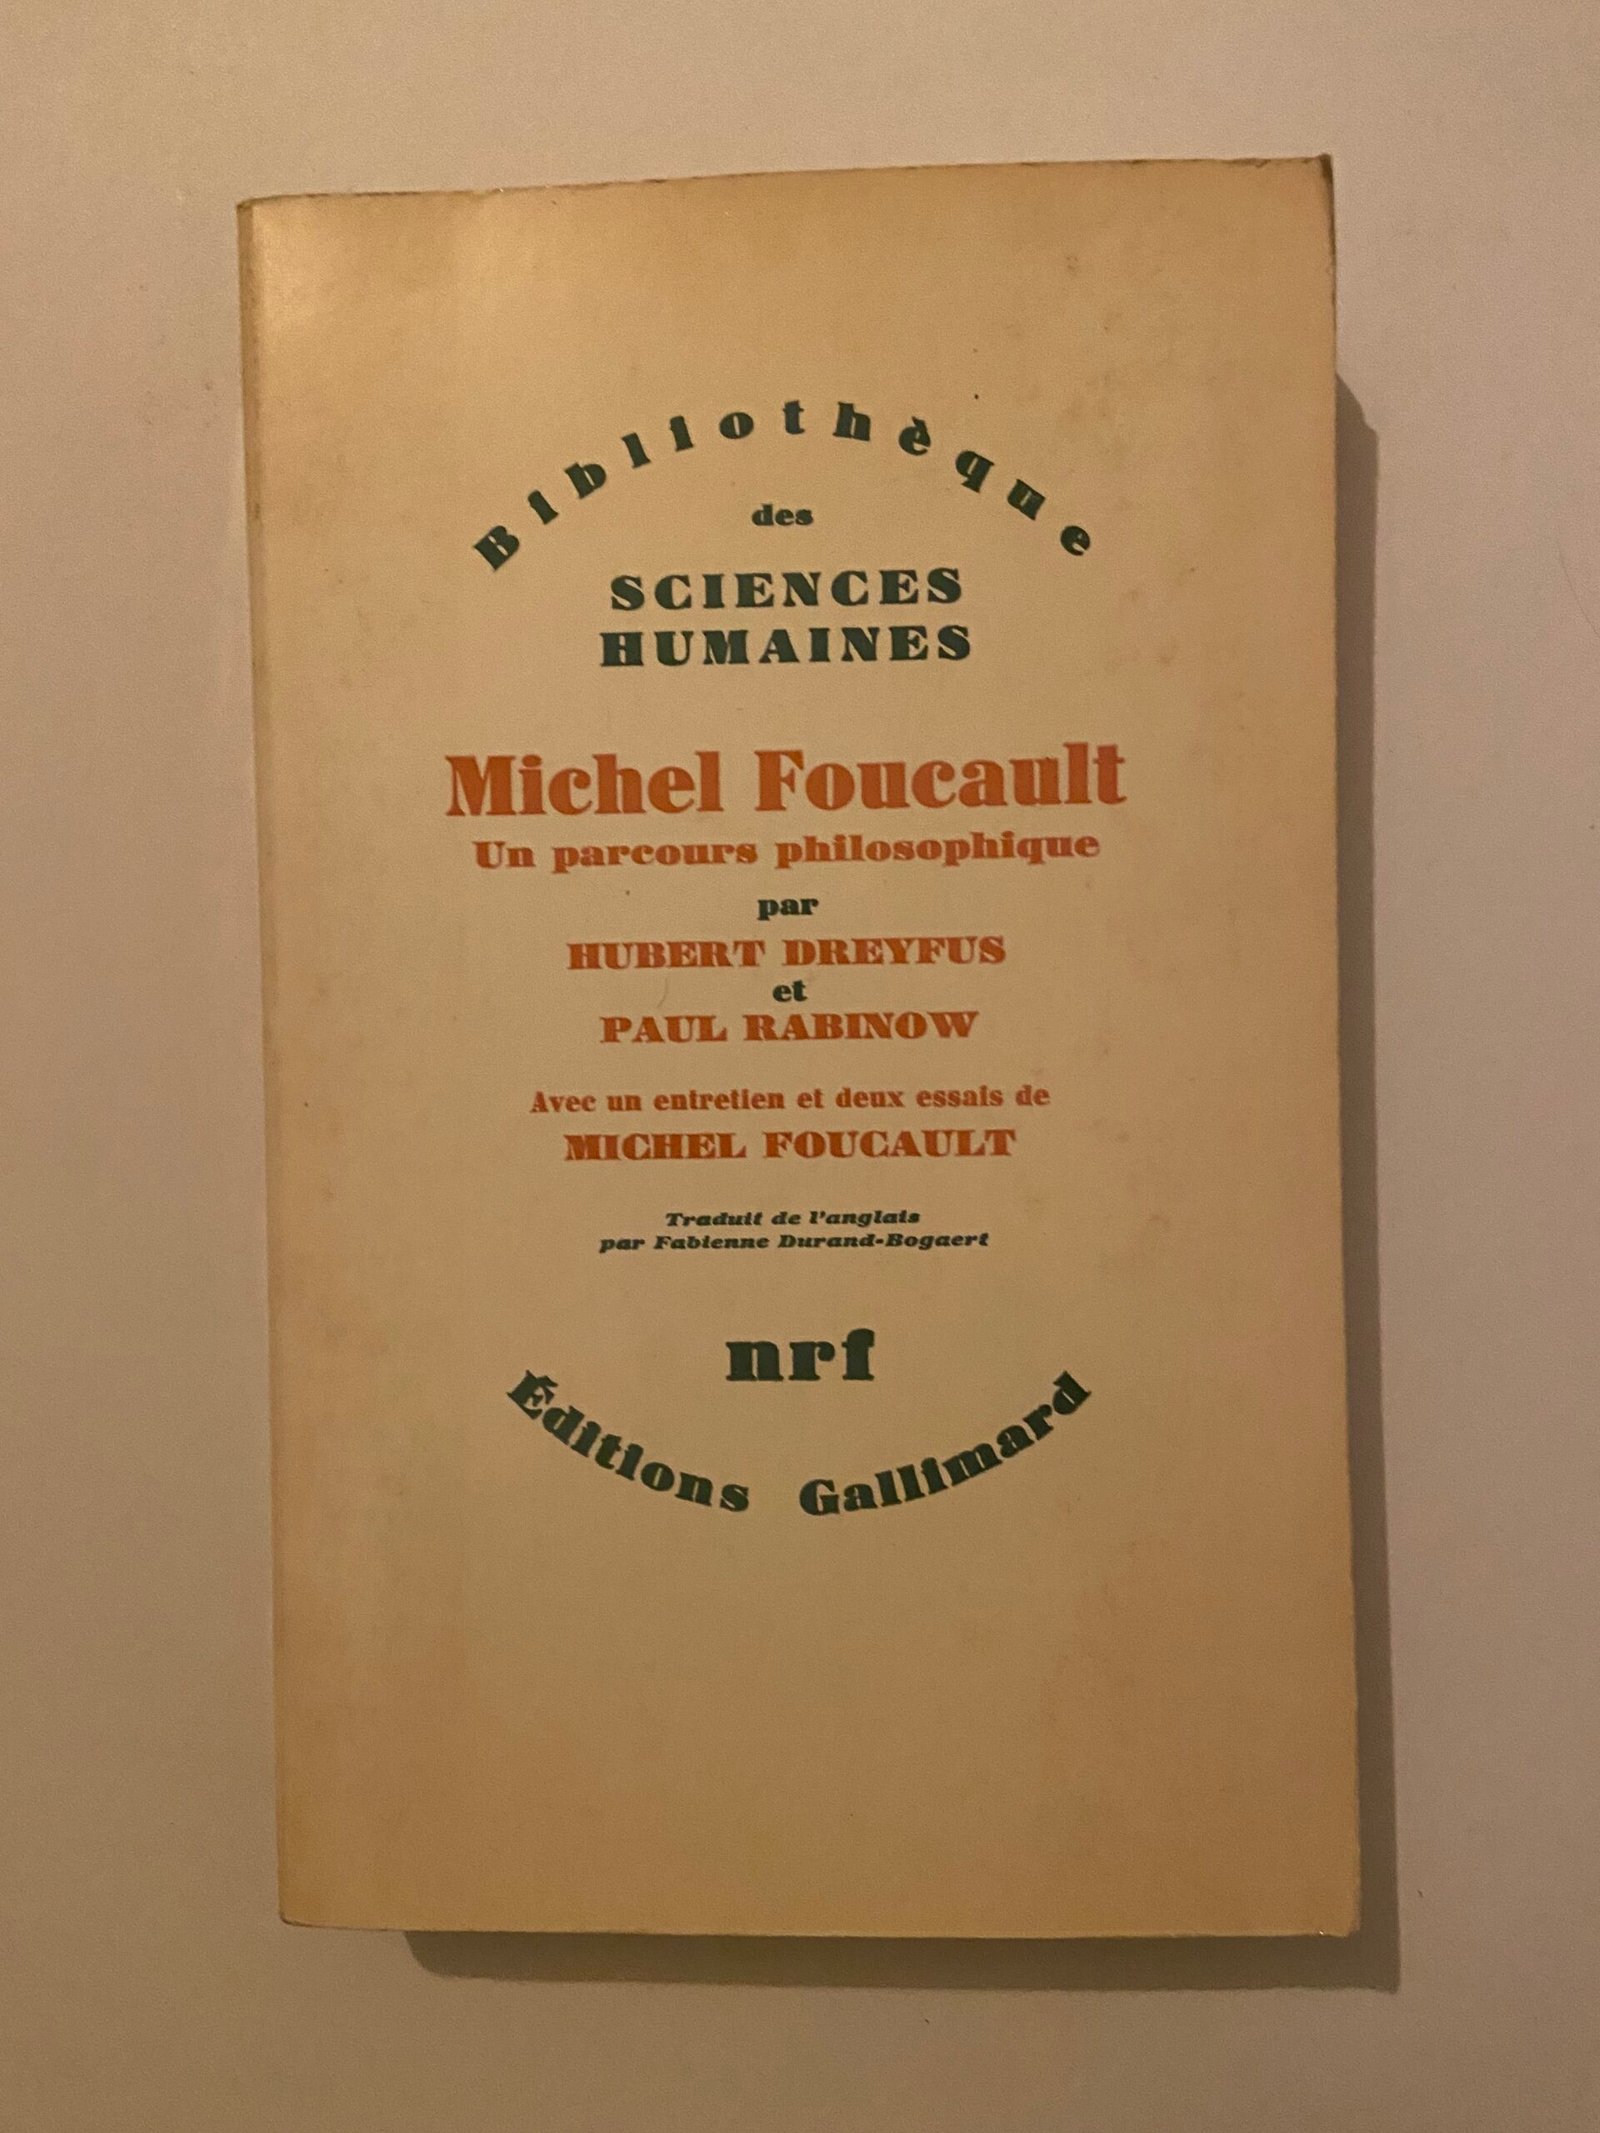 Bibliothèque
des
SCIENCES
HUMAINES
Michel Foucault
Un parcours philosophique
par
HUBERT DREYFUS
et
PAUL RABINOW
Avec un entretien et deux essais de
MICHEL FOUCAULT
Traduit de l'anglais
par Fabienne Durand-Bogaert
nrf
Éditions Gallimard